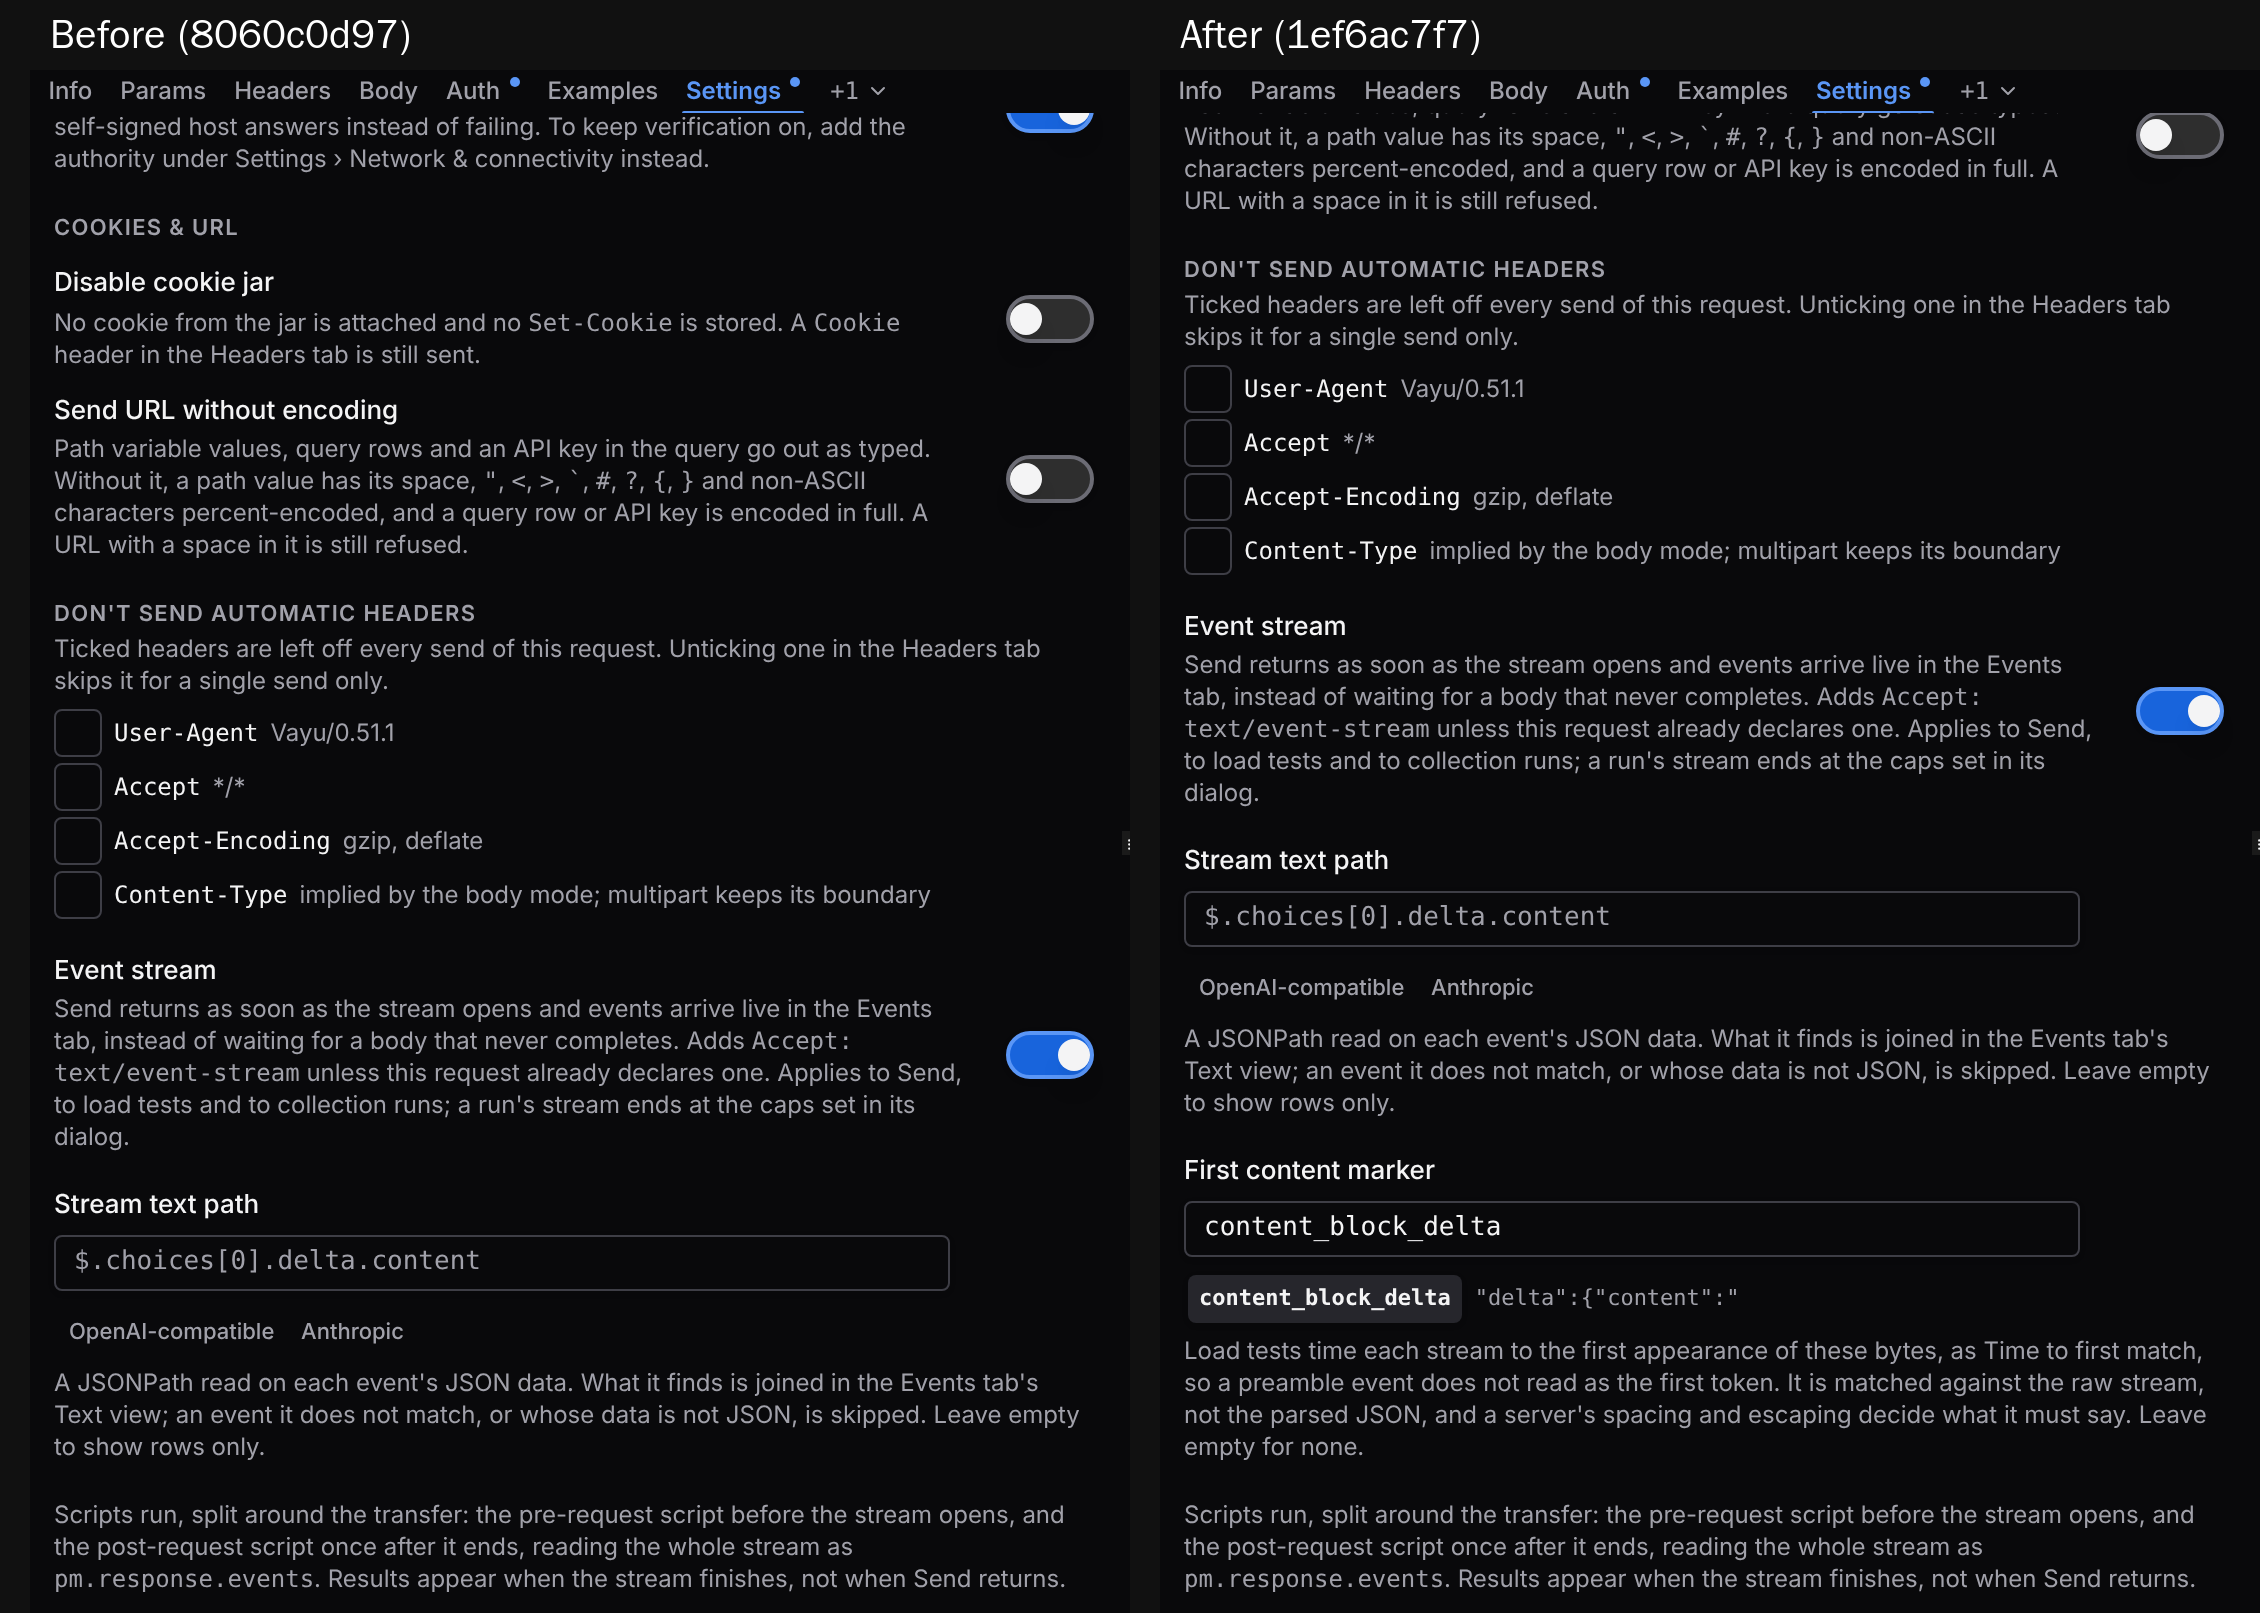 Before (8060c0d97)
Info Params Headers Body Auth Examples Settings +1
self-signed host answers instead of failing. To keep verification on, add the
authority under Settings › Network & connectivity instead.
COOKIES & URL
Disable cookie jar
No cookie from the jar is attached and no Set-Cookie is stored. A Cookie
header in the Headers tab is still sent.
Send URL without encoding
Path variable values, query rows and an API key in the query go out as typed.
Without it, a path value has its space, ", <, >, `, #, ?, {, } and non-ASCII
characters percent-encoded, and a query row or API key is encoded in full. A
URL with a space in it is still refused.
DON'T SEND AUTOMATIC HEADERS
Ticked headers are left off every send of this request. Unticking one in the Headers tab
skips it for a single send only.
User-Agent Vayu/0.51.1
Accept */*
Accept-Encoding gzip, deflate
Content-Type implied by the body mode; multipart keeps its boundary
Event stream
Send returns as soon as the stream opens and events arrive live in the Events
tab, instead of waiting for a body that never completes. Adds Accept:
text/event-stream unless this request already declares one. Applies to Send,
to load tests and to collection runs; a run's stream ends at the caps set in its
dialog.
Stream text path
$.choices[0].delta.content
OpenAI-compatible Anthropic
A JSONPath read on each event's JSON data. What it finds is joined in the Events tab's
Text view; an event it does not match, or whose data is not JSON, is skipped. Leave empty
to show rows only.
Scripts run, split around the transfer: the pre-request script before the stream opens, and
the post-request script once after it ends, reading the whole stream as
pm.response.events. Results appear when the stream finishes, not when Send returns.
After (1ef6ac7f7)
Info Params Headers Body Auth Examples Settings +1
Without it, a path value has its space, ", <, >, `, #, ?, {, } and non-ASCII
characters percent-encoded, and a query row or API key is encoded in full. A
URL with a space in it is still refused.
DON'T SEND AUTOMATIC HEADERS
Ticked headers are left off every send of this request. Unticking one in the Headers tab
skips it for a single send only.
User-Agent Vayu/0.51.1
Accept */*
Accept-Encoding gzip, deflate
Content-Type implied by the body mode; multipart keeps its boundary
Event stream
Send returns as soon as the stream opens and events arrive live in the Events
tab, instead of waiting for a body that never completes. Adds Accept:
text/event-stream unless this request already declares one. Applies to Send,
to load tests and to collection runs; a run's stream ends at the caps set in its
dialog.
Stream text path
$.choices[0].delta.content
OpenAI-compatible Anthropic
A JSONPath read on each event's JSON data. What it finds is joined in the Events tab's
Text view; an event it does not match, or whose data is not JSON, is skipped. Leave empty
to show rows only.
First content marker
content_block_delta
content_block_delta "delta":{"content":"
Load tests time each stream to the first appearance of these bytes, as Time to first match,
so a preamble event does not read as the first token. It is matched against the raw stream,
not the parsed JSON, and a server's spacing and escaping decide what it must say. Leave
empty for none.
Scripts run, split around the transfer: the pre-request script before the stream opens, and
the post-request script once after it ends, reading the whole stream as
pm.response.events. Results appear when the stream finishes, not when Send returns.